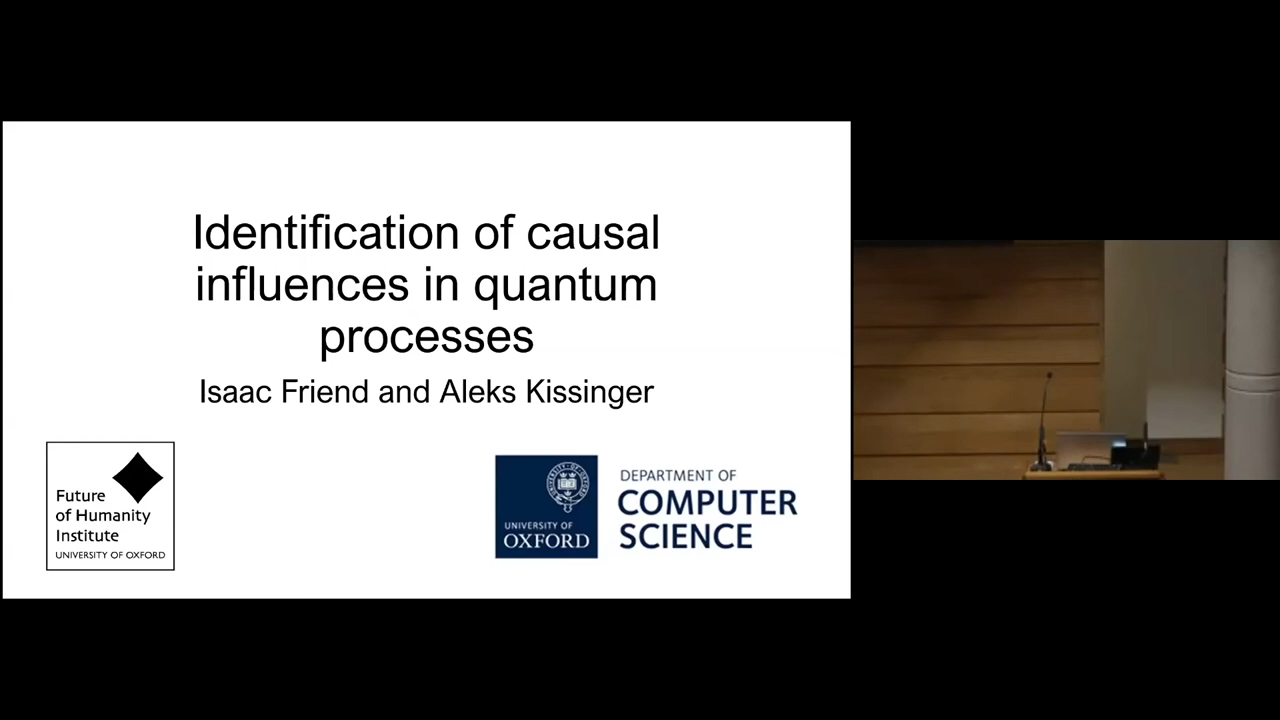 Identification of causal
influences in quantum
processes
Isaac Friend and Aleks Kissinger
Future
of Humanity
Institute
UNIVERSITY OF OXFORD
UNIVERSITY OF
OXFORD
DEPARTMENT OF
COMPUTER
SCIENCE